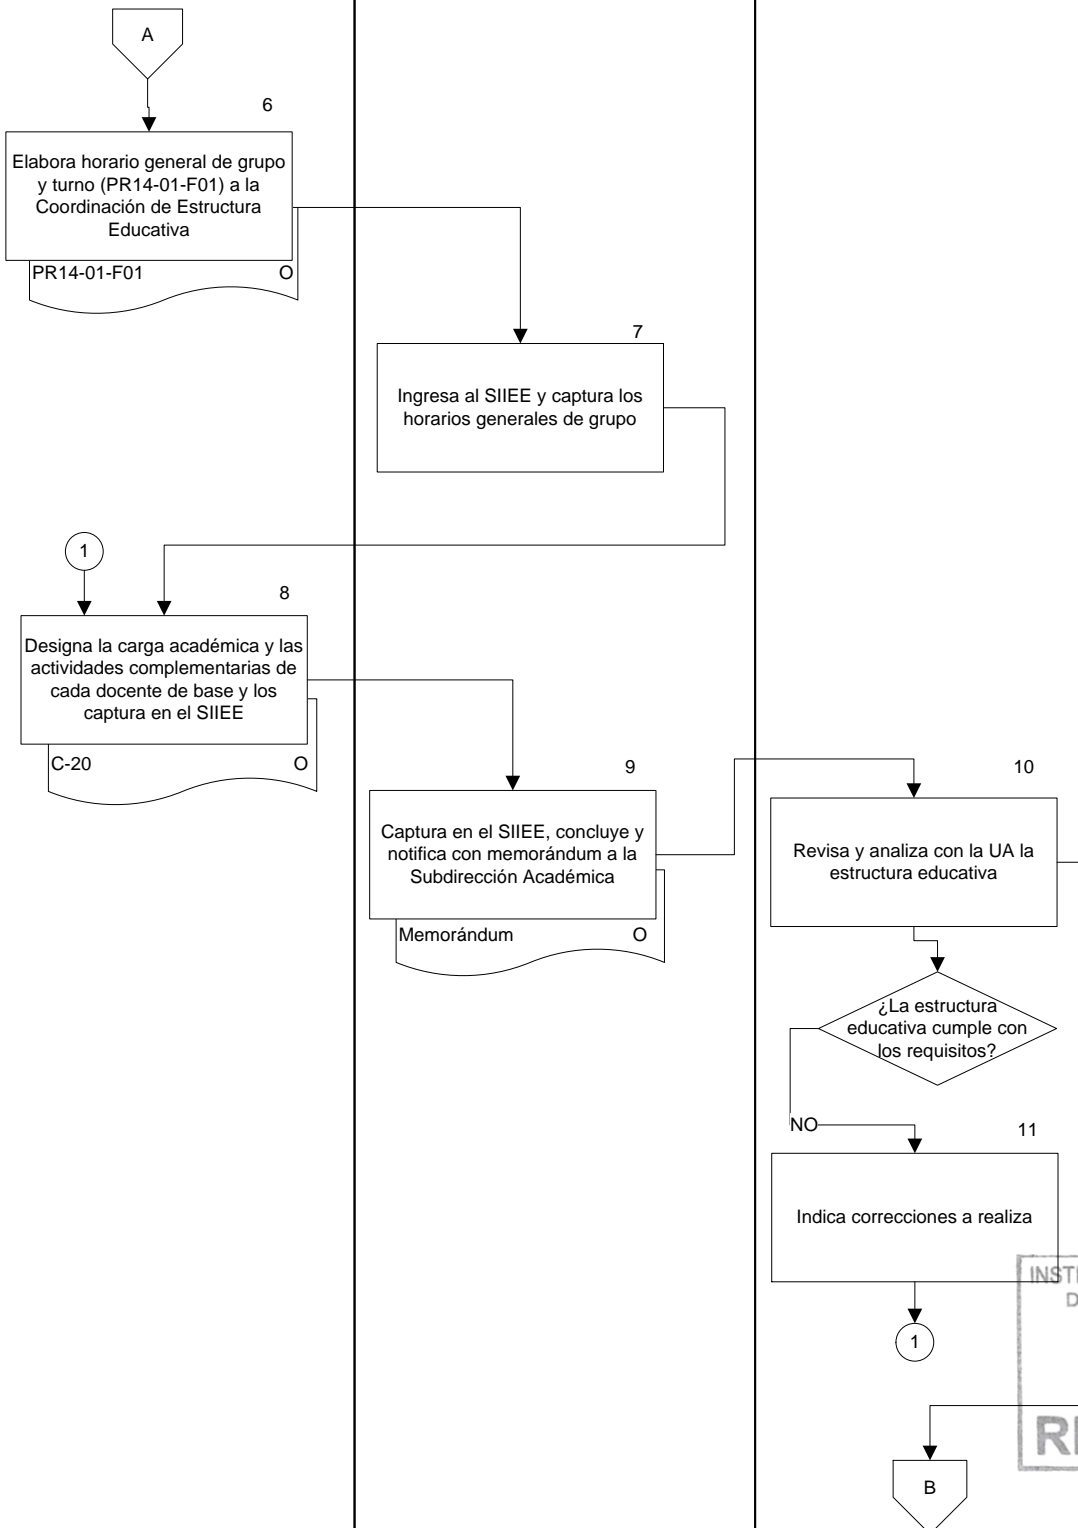 A
6
Elabora horario general de grupo
y turno (PR14-01-F01) a la
Coordinación de Estructura
Educativa
PR14-01-F01 O
7
Ingresa al SIIEE y captura los
horarios generales de grupo
1
8
Designa la carga académica y las
actividades complementarias de
cada docente de base y los
captura en el SIIEE
C-20 O
9
Captura en el SIIEE, concluye y
notifica con memorándum a la
Subdirección Académica
Memorándum O
10
Revisa y analiza con la UA la
estructura educativa
¿La estructura
educativa cumple con
los requisitos?
NO
11
Indica correcciones a realiza
1
B